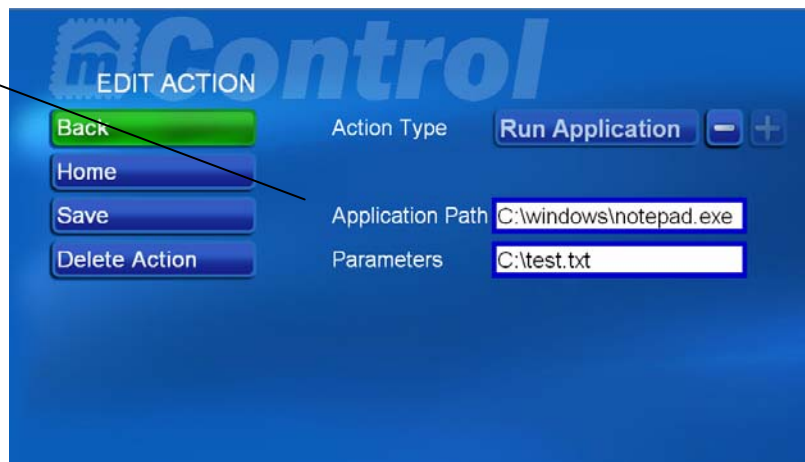 mControl
EDIT ACTION
Back
Action Type
Run Application
-
+
Home
Save
Application Path
C:\windows\notepad.exe
Delete Action
Parameters
C:\test.txt